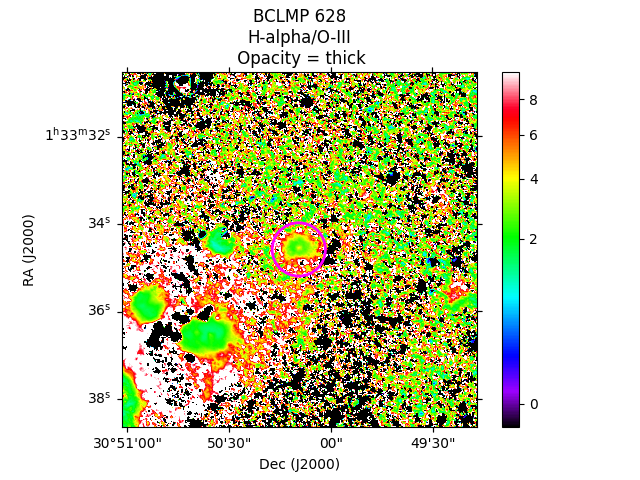 BCLMP 628
H-alpha/O-III
Opacity = thick
RA (J2000)
1ʰ33ᵐ32ˢ
34ˢ
36ˢ
38ˢ
30°51'00" 50'30" 00" 49'30"
Dec (J2000)
8
6
4
2
0